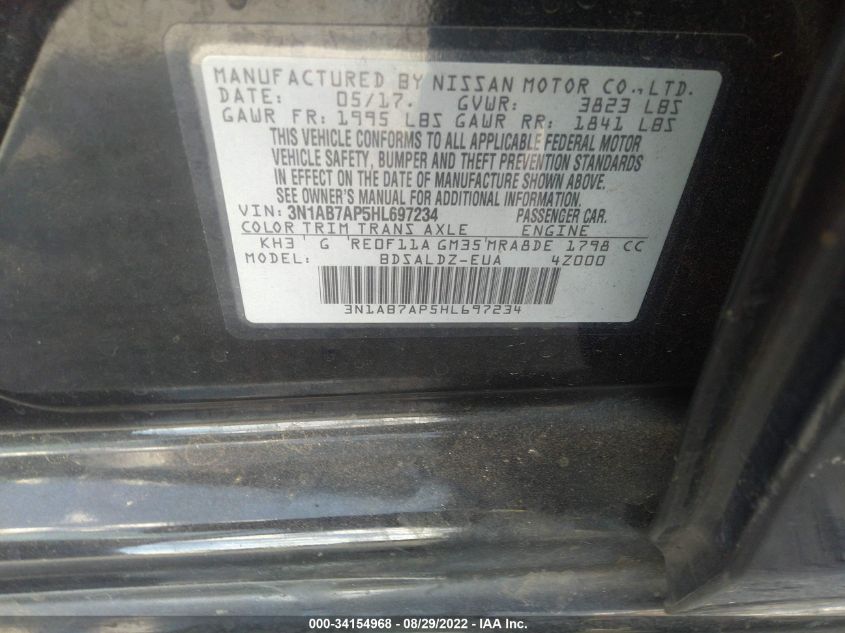 MANUFACTURED BY NISSAN MOTOR CO., LTD.
DATE: 05/17. GVWR: 3823 LBS
GAWR FR: 1995 LBS GAWR RR: 1841 LBS
THIS VEHICLE CONFORMS TO ALL APPLICABLE FEDERAL MOTOR
VEHICLE SAFETY, BUMPER AND THEFT PREVENTION STANDARDS
IN EFFECT ON THE DATE OF MANUFACTURE SHOWN ABOVE.
SEE OWNER'S MANUAL FOR ADDITIONAL INFORMATION.
VIN: 3N1AB7AP5HL697234 PASSENGER CAR.
COLOR TRIM TRANS AXLE ENGINE
KH3 G RE0F11A GM35 MRA8DE 1798 CC
MODEL: BDSALDZ-EUA 4Z000
3N1AB7AP5HL697234
000-34154968 - 08/29/2022 - IAA Inc.